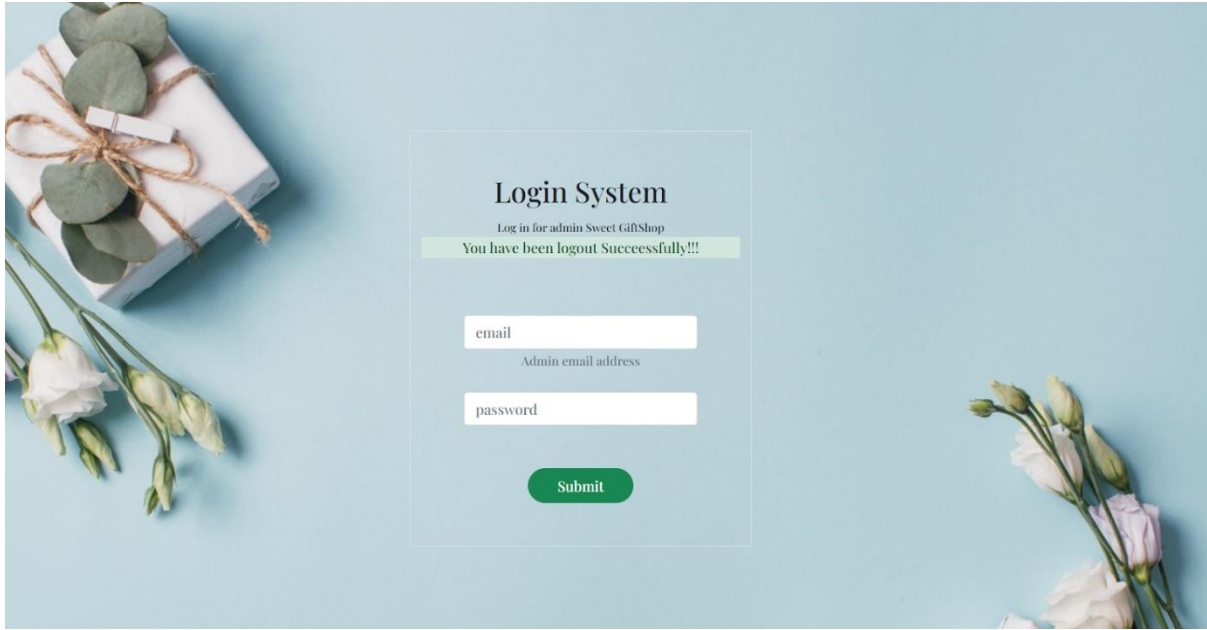 Login System
Log in for admin Sweet GiftShop
You have been logout Succeessfully!!!
email
Admin email address
password
Submit